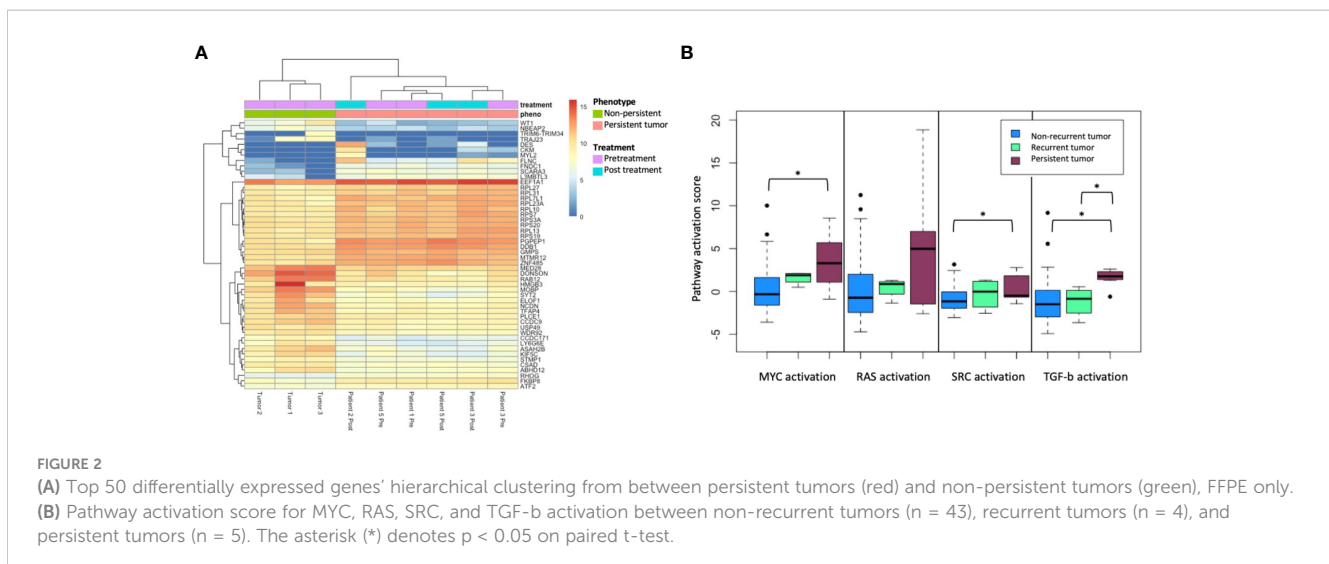 A
B
treatment
pheno
WT1
NBEAP2
TRIM6-TRIM34
TRAJ23
DES
CKM
MYL2
FLNC
FNDC1
SCARA3
L3MBTL3
EEF1A1
RPL27
RPL31
RPL7L1
RPL23A
RPL10
RPS7
RPS3A
RPS20
RPL13
RPS19
PGPEP1
DDB1
GMPS
MTMR12
ZNF485
MED28
DONSON
RAB12
HMGB3
MOBP
SYT2
ELOF1
NCDN
TFAP4
PLCE1
CCDC9
USP49
WDR92
CCDC171
LY6G6E
ASAH2B
KIF5C
STMP1
CSAD
ABHD12
RHOG
FKBP8
ATF2
Tumor 2
Tumor 1
Tumor 3
Patient 2 Post
Patient 5 Pre
Patient 1 Pre
Patient 5 Post
Patient 3 Post
Patient 3 Pre
15
10
5
0
Phenotype
Non-persistent
Persistent tumor
Treatment
Pretreatment
Post treatment
Pathway activation score
20
15
10
5
0
-5
Non-recurrent tumor
Recurrent tumor
Persistent tumor
*
*
*
*
MYC activation
RAS activation
SRC activation
TGF-b activation
FIGURE 2
(A) Top 50 differentially expressed genes’ hierarchical clustering from between persistent tumors (red) and non-persistent tumors (green), FFPE only.
(B) Pathway activation score for MYC, RAS, SRC, and TGF-b activation between non-recurrent tumors (n = 43), recurrent tumors (n = 4), and
persistent tumors (n = 5). The asterisk (*) denotes p < 0.05 on paired t-test.